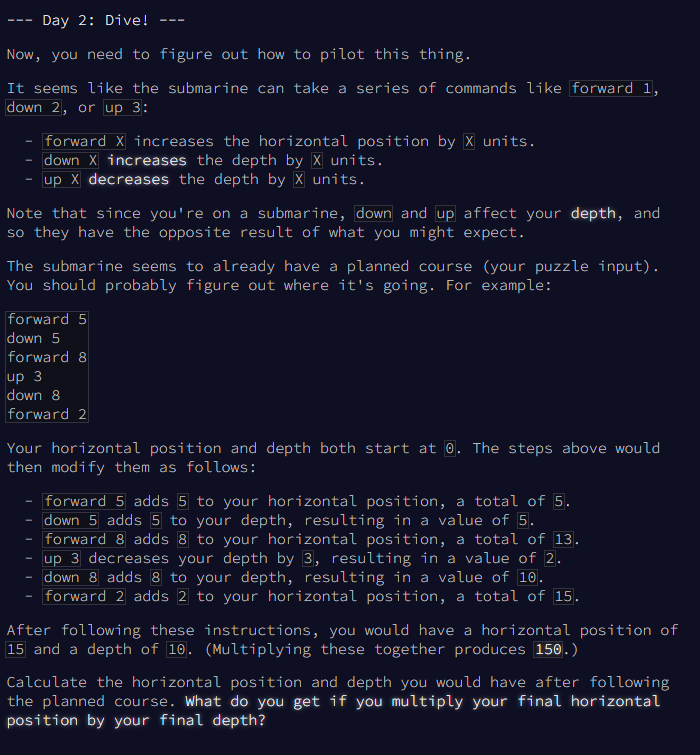 --- Day 2: Dive! ---
Now, you need to figure out how to pilot this thing.
It seems like the submarine can take a series of commands like forward 1,
down 2, or up 3:
- forward X increases the horizontal position by X units.
- down X increases the depth by X units.
- up X decreases the depth by X units.
Note that since you're on a submarine, down and up affect your depth, and
so they have the opposite result of what you might expect.
The submarine seems to already have a planned course (your puzzle input).
You should probably figure out where it's going. For example:
forward 5
down 5
forward 8
up 3
down 8
forward 2
Your horizontal position and depth both start at 0. The steps above would
then modify them as follows:
- forward 5 adds 5 to your horizontal position, a total of 5.
- down 5 adds 5 to your depth, resulting in a value of 5.
- forward 8 adds 8 to your horizontal position, a total of 13.
- up 3 decreases your depth by 3, resulting in a value of 2.
- down 8 adds 8 to your depth, resulting in a value of 10.
- forward 2 adds 2 to your horizontal position, a total of 15.
After following these instructions, you would have a horizontal position of
15 and a depth of 10. (Multiplying these together produces 150.)
Calculate the horizontal position and depth you would have after following
the planned course. What do you get if you multiply your final horizontal
position by your final depth?